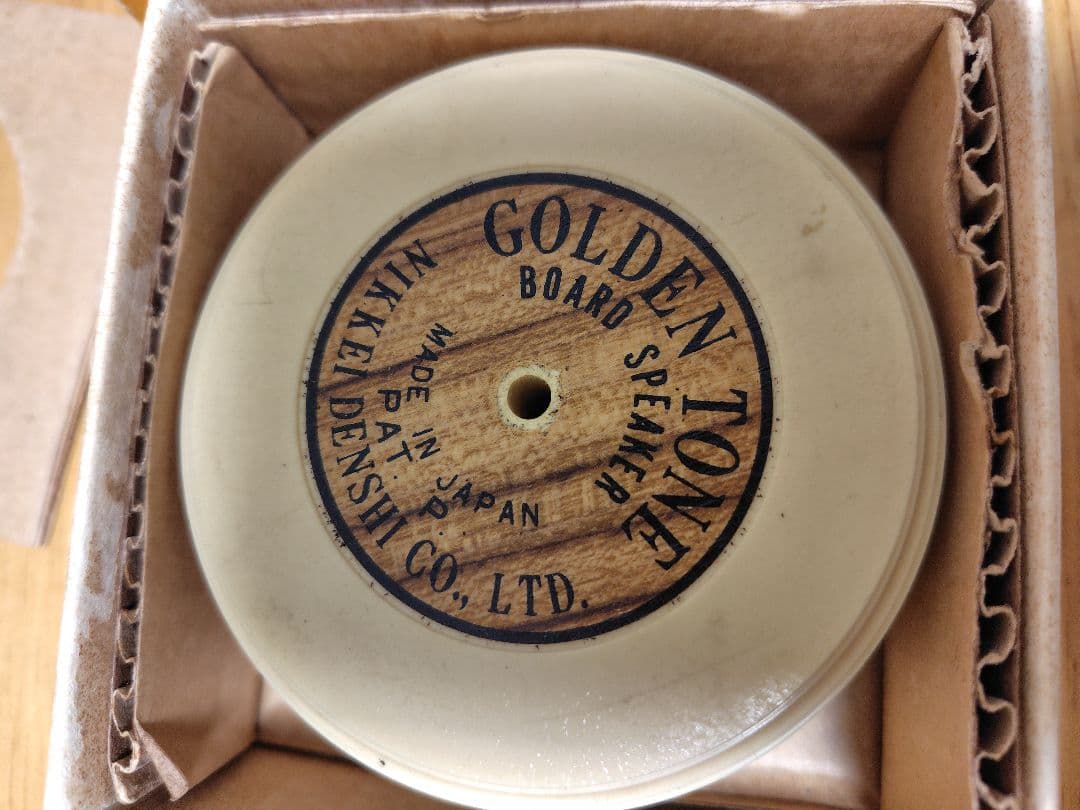 GOLDEN TONE
BOARD SPEAKER
MADE IN JAPAN
PAT. P.
NIKKEI DENSHI CO., LTD.